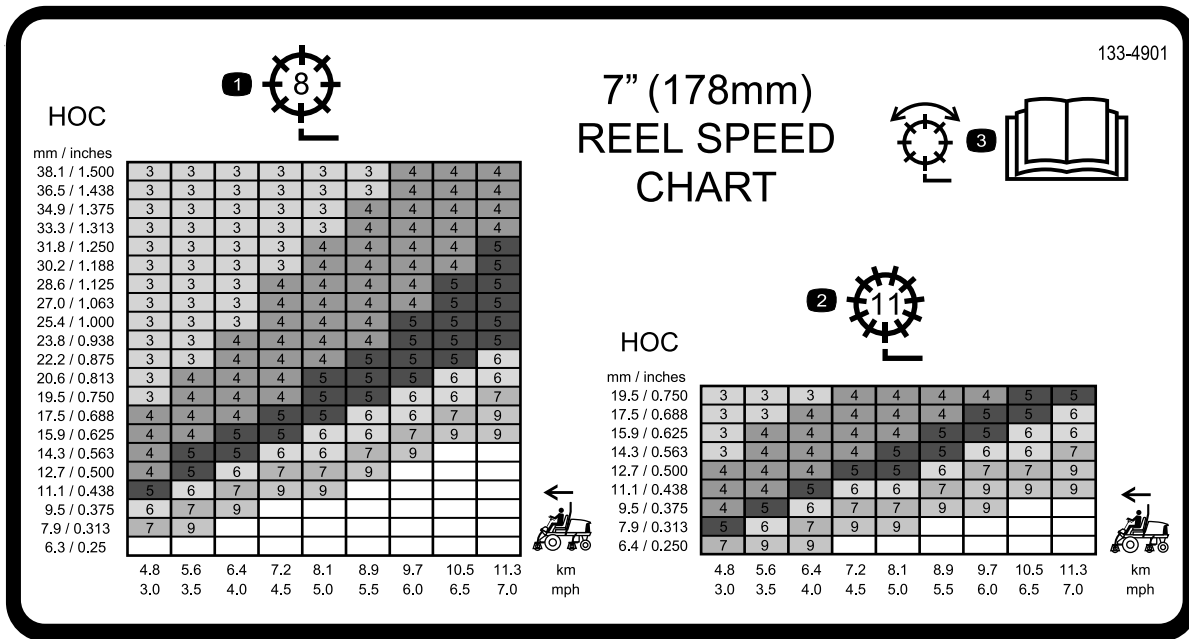 133-4901
1
8
7” (178mm)
REEL SPEED
CHART
3
HOC
mm / inches
38.1 / 1.500 3 3 3 3 3 3 4 4 4
36.5 / 1.438 3 3 3 3 3 3 4 4 4
34.9 / 1.375 3 3 3 3 3 4 4 4 4
33.3 / 1.313 3 3 3 3 3 4 4 4 4
31.8 / 1.250 3 3 3 3 4 4 4 4 5
30.2 / 1.188 3 3 3 3 4 4 4 4 5
28.6 / 1.125 3 3 3 4 4 4 4 5 5
27.0 / 1.063 3 3 3 4 4 4 4 5 5
25.4 / 1.000 3 3 3 4 4 4 5 5 5
23.8 / 0.938 3 3 4 4 4 4 5 5 5
22.2 / 0.875 3 3 4 4 4 5 5 5 6
20.6 / 0.813 3 4 4 4 5 5 5 6 6
19.5 / 0.750 3 4 4 4 5 5 6 6 7
17.5 / 0.688 4 4 4 5 5 6 6 7 9
15.9 / 0.625 4 4 5 5 6 6 7 9 9
14.3 / 0.563 4 5 5 6 6 7 9
12.7 / 0.500 4 5 6 7 7 9
11.1 / 0.438 5 6 7 9 9
9.5 / 0.375 6 7 9
7.9 / 0.313 7 9
6.3 / 0.25
4.8 5.6 6.4 7.2 8.1 8.9 9.7 10.5 11.3 km
3.0 3.5 4.0 4.5 5.0 5.5 6.0 6.5 7.0 mph
2
11
HOC
mm / inches
19.5 / 0.750 3 3 3 4 4 4 4 5 5
17.5 / 0.688 3 3 4 4 4 4 5 5 6
15.9 / 0.625 3 4 4 4 4 5 5 6 6
14.3 / 0.563 3 4 4 4 5 5 6 6 7
12.7 / 0.500 4 4 4 5 5 6 7 7 9
11.1 / 0.438 4 4 5 6 6 7 9 9 9
9.5 / 0.375 4 5 6 7 7 9 9
7.9 / 0.313 5 6 7 9 9
6.4 / 0.250 7 9 9
4.8 5.6 6.4 7.2 8.1 8.9 9.7 10.5 11.3 km
3.0 3.5 4.0 4.5 5.0 5.5 6.0 6.5 7.0 mph